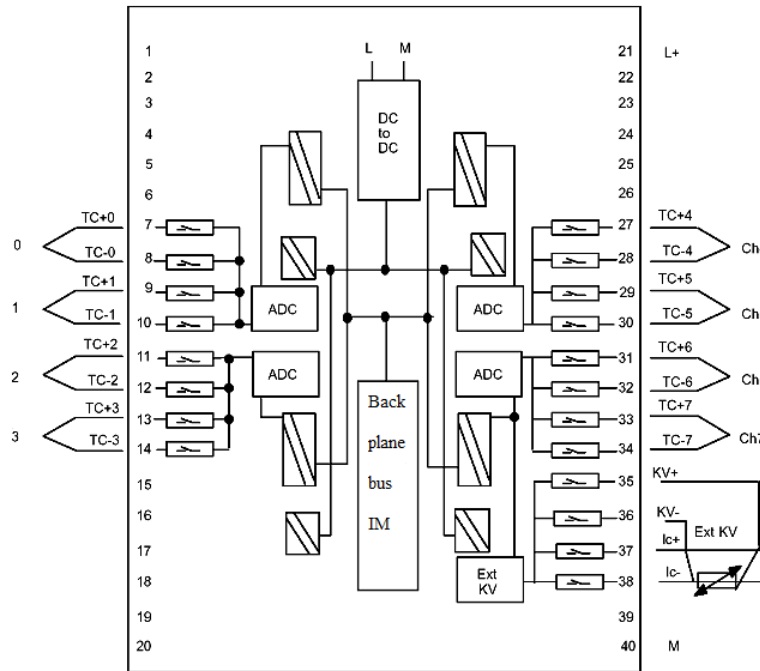 1 L M 21 L+
2 22
3 23
DC
to
DC
4 24
5 25
6 26
TC+0 7 27 TC+4
0 TC-0 8 28 TC-4 Ch
TC+1 9 29 TC+5
1 TC-1 10 ADC ADC 30 TC-5 Ch
TC+2 11 31 TC+6
2 TC-2 12 ADC ADC 32 TC-6 Ch
TC+3 13 33 TC+7
3 TC-3 14 34 TC-7 Ch7
Back
plane
bus
IM
15 35 KV+
16 36 KV-
17 37 Ic+ Ext KV
18 Ext
KV 38 Ic-
19 39
20 40 M